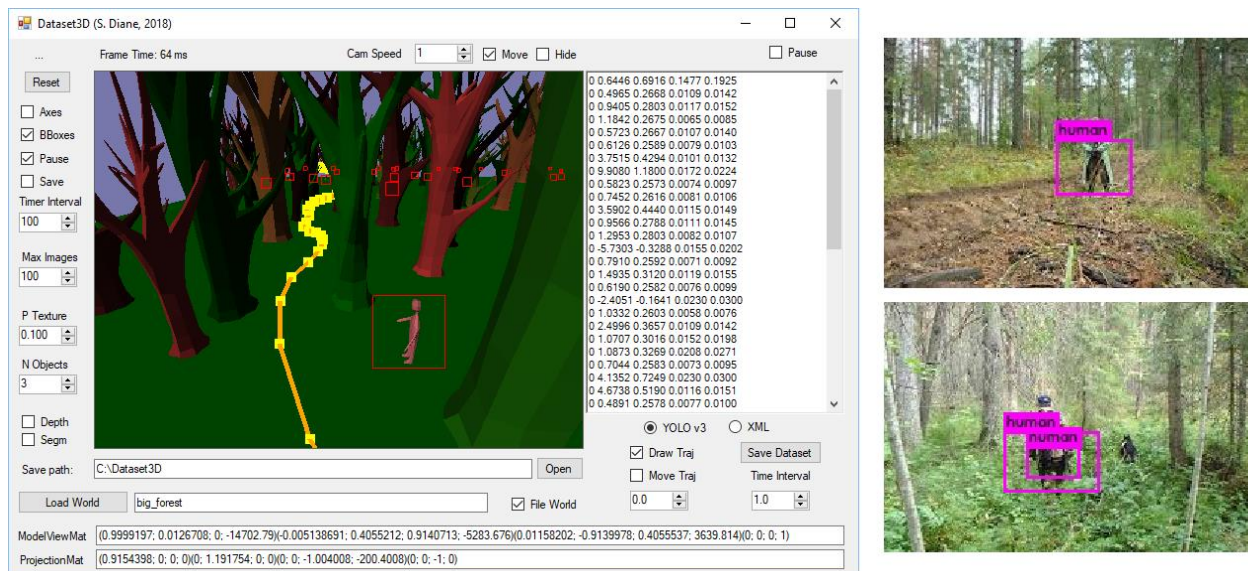 Dataset3D (S. Diane, 2018)
... Frame Time: 64 ms Cam Speed 1 Move Hide Pause
Reset
Axes
BBoxes
Pause
Save
Timer Interval
100
Max Images
100
P Texture
0.100
N Objects
3
Depth
Segm
0 0.6446 0.6916 0.1477 0.1925
0 0.4965 0.2668 0.0109 0.0142
0 0.9405 0.2803 0.0117 0.0152
0 1.1842 0.2675 0.0065 0.0085
0 0.5723 0.2667 0.0107 0.0140
0 0.6126 0.2589 0.0079 0.0103
0 3.7515 0.4294 0.0101 0.0132
0 9.9080 1.1800 0.0172 0.0224
0 0.5823 0.2573 0.0074 0.0097
0 0.7452 0.2616 0.0081 0.0106
0 3.5902 0.4440 0.0115 0.0149
0 0.9566 0.2788 0.0111 0.0145
0 1.2953 0.2803 0.0082 0.0107
0 -5.7303 -0.3288 0.0155 0.0202
0 0.7910 0.2592 0.0071 0.0092
0 1.4935 0.3120 0.0119 0.0155
0 0.6190 0.2582 0.0076 0.0099
0 -2.4051 -0.1641 0.0230 0.0300
0 1.0332 0.2603 0.0058 0.0076
0 2.4996 0.3657 0.0109 0.0142
0 1.0707 0.3016 0.0152 0.0198
0 1.0873 0.3269 0.0208 0.0271
0 0.7044 0.2583 0.0073 0.0095
0 4.1352 0.7249 0.0230 0.0300
0 4.6738 0.5190 0.0116 0.0151
0 0.4891 0.2578 0.0077 0.0100
YOLO v3 XML
Draw Traj Save Dataset
Move Traj Time Interval
0.0 1.0
Save path: C:\Dataset3D Open
Load World big_forest File World
ModelViewMat (0.9999197; 0.0126708; 0; -14702.79)(-0.005138691; 0.4055212; 0.9140713; -5283.676)(0.01158202; -0.9139978; 0.4055537; 3639.814)(0; 0; 0; 1)
ProjectionMat (0.9154398; 0; 0; 0)(0; 1.191754; 0; 0)(0; 0; -1.004008; -200.4008)(0; 0; -1; 0)
human
human
human